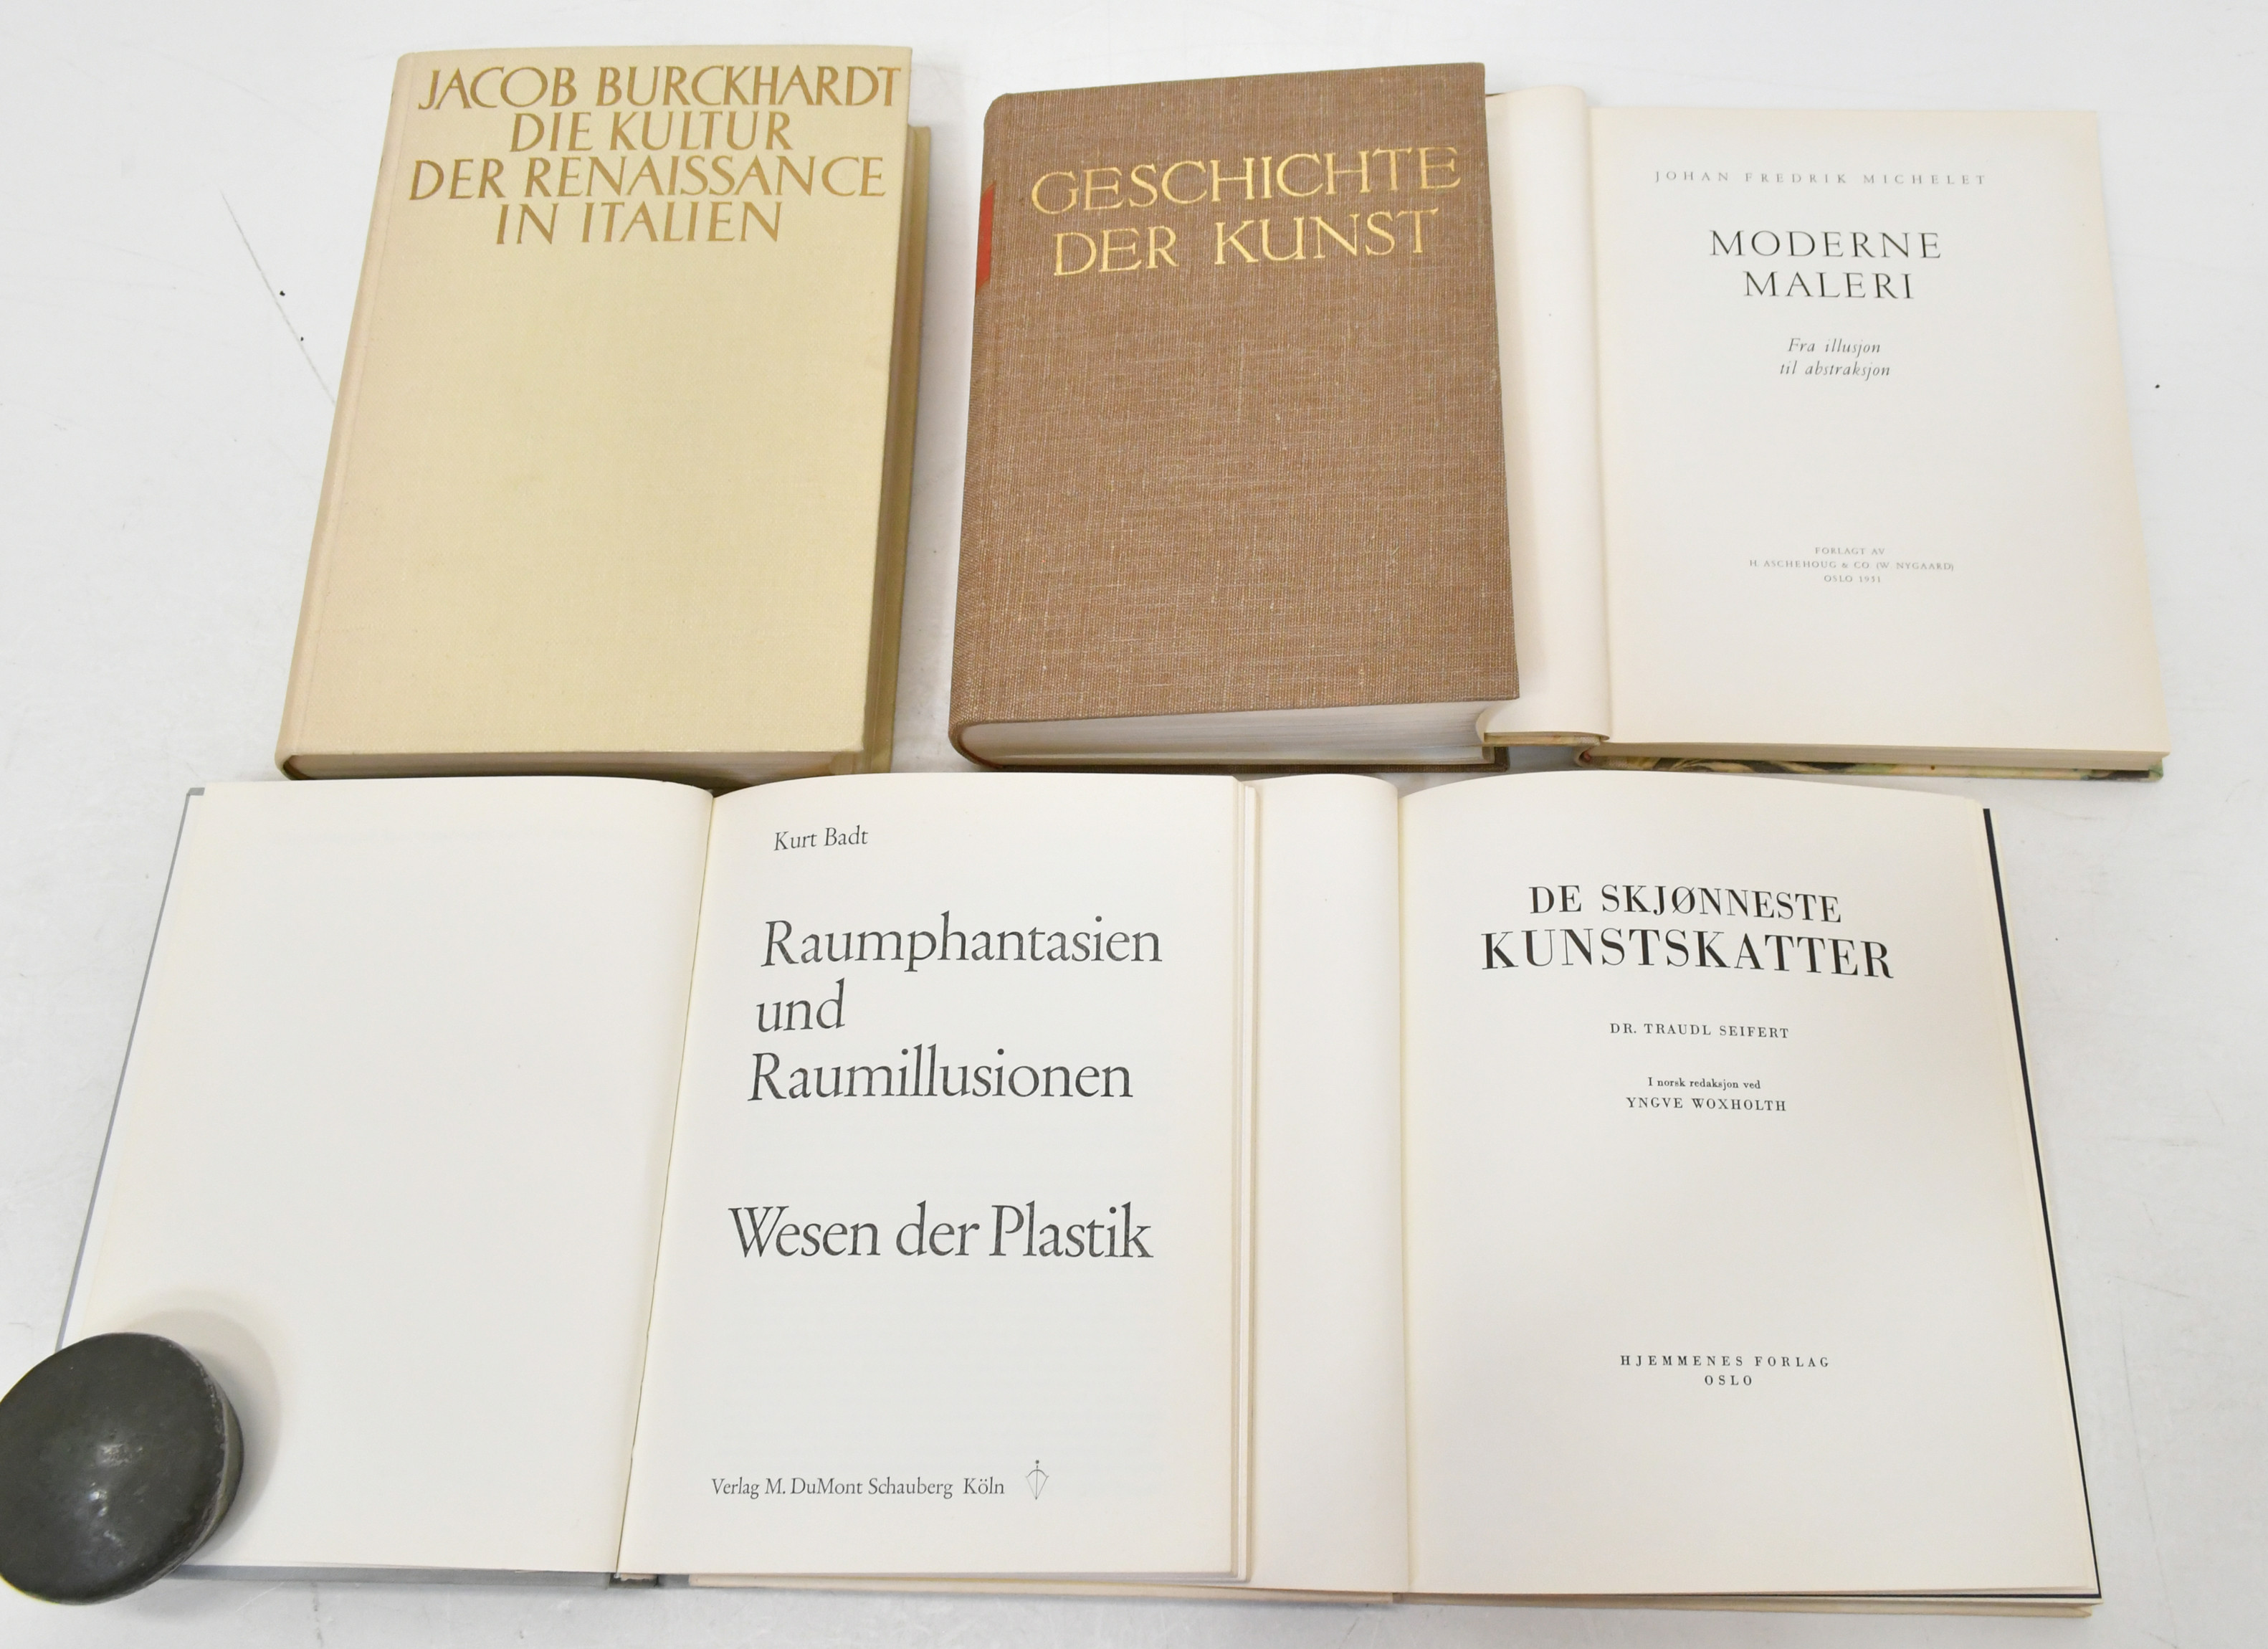 JACOB BURCKHARDT
DIE KULTUR
DER RENAISSANCE
IN ITALIEN
GESCHICHTE
DER KUNST
JOHAN FREDRIK MICHELET
MODERNE
MALERI
Fra illusjon
til abstraksjon
FORLAGT AV
H. ASCHEHOUG & CO (W. NYGAARD)
OSLO 1951
Kurt Badt
Raumphantasien
und
Raumillusionen
Wesen der Plastik
Verlag M. DuMont Schauberg Köln
DE SKJØNNESTE
KUNSTSKATTER
DR. TRAUDL SEIFERT
I norsk redaksjon ved
YNGVE WOXHOLTH
HJEMMENES FORLAG
OSLO